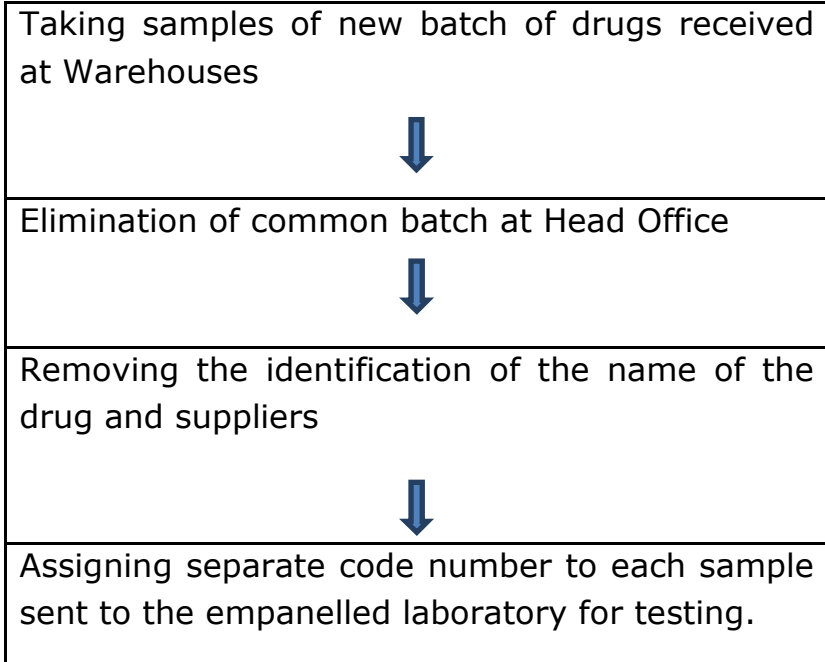 Taking samples of new batch of drugs received
at Warehouses
Elimination of common batch at Head Office
Removing the identification of the name of the
drug and suppliers
Assigning separate code number to each sample
sent to the empanelled laboratory for testing.